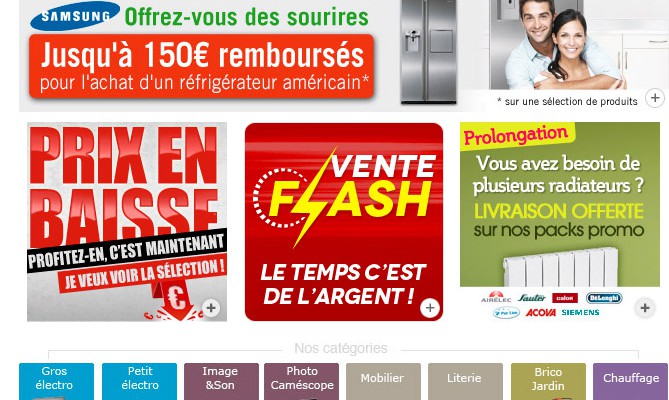 SAMSUNG Offrez-vous des sourires
Jusqu'à 150€ remboursés
pour l'achat d'un réfrigérateur américain*
* sur une sélection de produits
PRIX EN
BAISSE
PROFITEZ-EN, C'EST MAINTENANT
JE VEUX VOIR LA SÉLECTION !
€
VENTE
FLASH
LE TEMPS C'EST
DE L'ARGENT !
Prolongation
Vous avez besoin de
plusieurs radiateurs ?
LIVRAISON OFFERTE
sur nos packs promo
AIRELEC Sauter CALOR DeLonghi
ACOVA SIEMENS
Nos catégories
Gros
électro
Petit
électro
Image
&Son
Photo
Caméscope
Mobilier
Literie
Brico
Jardin
Chauffage